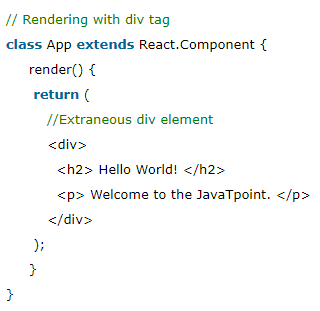 // Rendering with div tag
class App extends React.Component {
render() {
return (
//Extraneous div element
<div>
<h2> Hello World! </h2>
<p> Welcome to the JavaTpoint. </p>
</div>
);
}
}